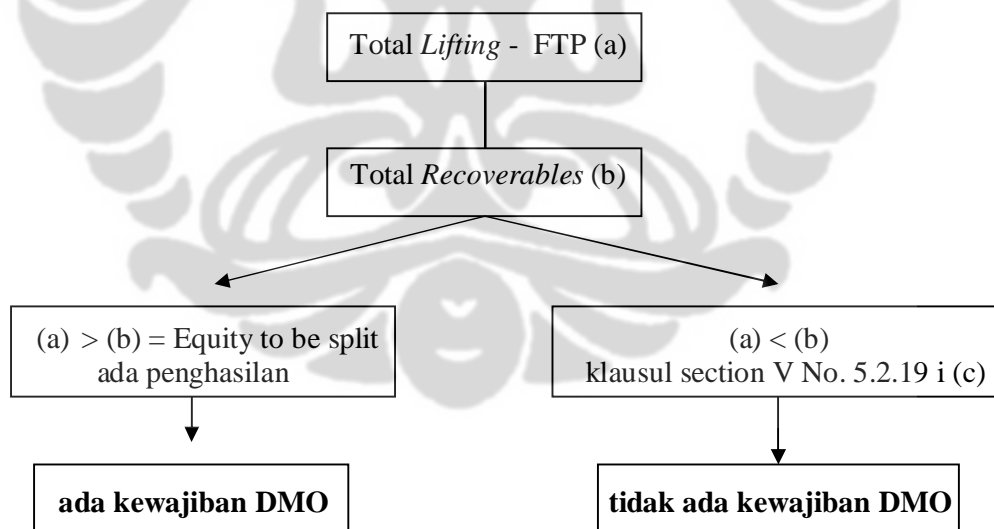 Total Lifting - FTP (a)
Total Recoverables (b)
(a) > (b) = Equity to be split
ada penghasilan
(a) < (b)
klausul section V No. 5.2.19 i (c)
ada kewajiban DMO
tidak ada kewajiban DMO